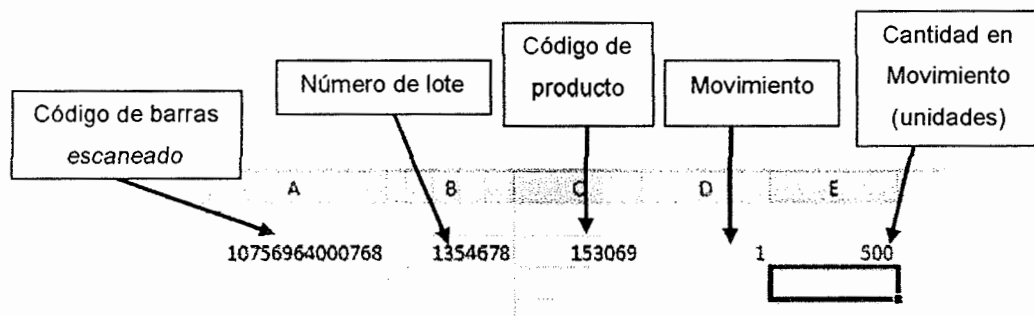 Código de barras
escaneado
Número de lote
Código de
producto
Movimiento
Cantidad en
Movimiento
(unidades)
A B C D E
10756964000768 1354678 153069 1 500